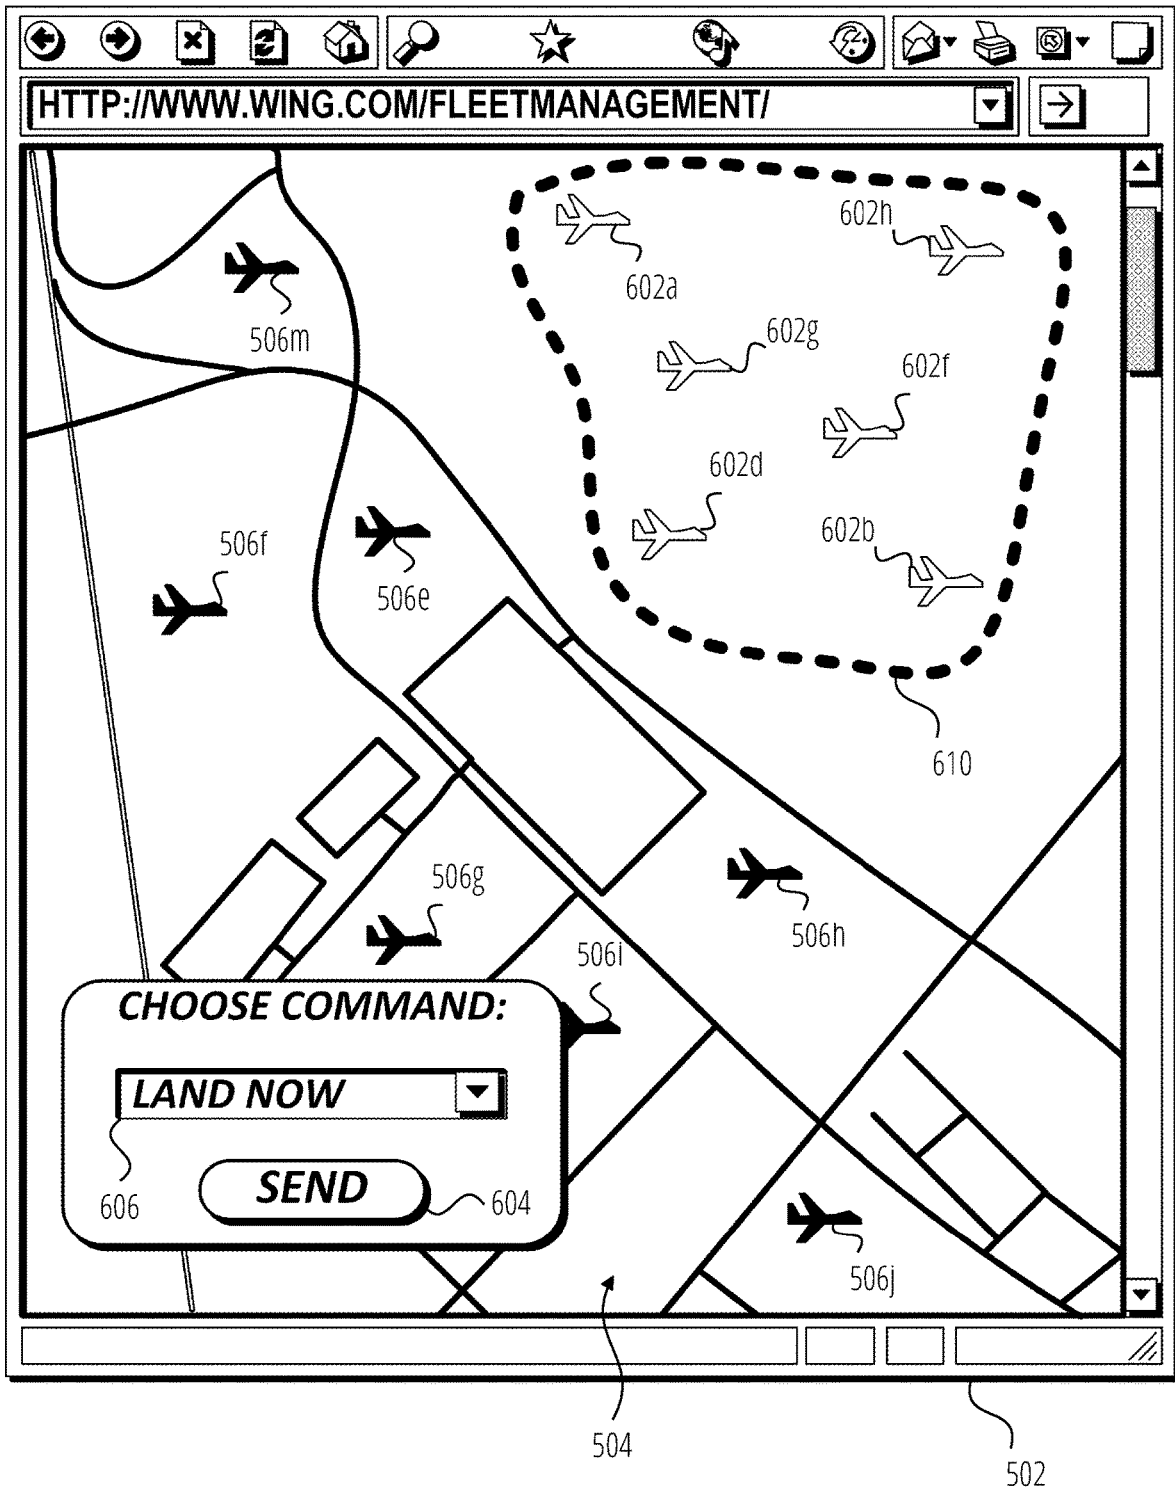 HTTP://WWW.WING.COM/FLEETMANAGEMENT/
602h
602a
506m
602g
602f
602d
602b
506f
506e
610
506g
506h
506i
CHOOSE COMMAND:
LAND NOW
SEND
606
604
506j
504
502